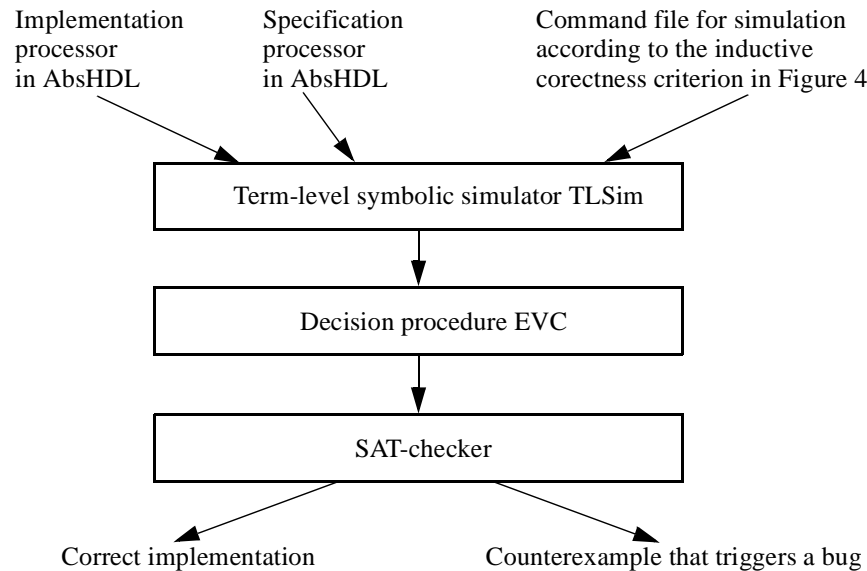 Implementation
processor
in AbsHDL
Specification
processor
in AbsHDL
Command file for simulation
according to the inductive
corectness criterion in Figure 4
Term-level symbolic simulator TLSim
Decision procedure EVC
SAT-checker
Correct implementation
Counterexample that triggers a bug